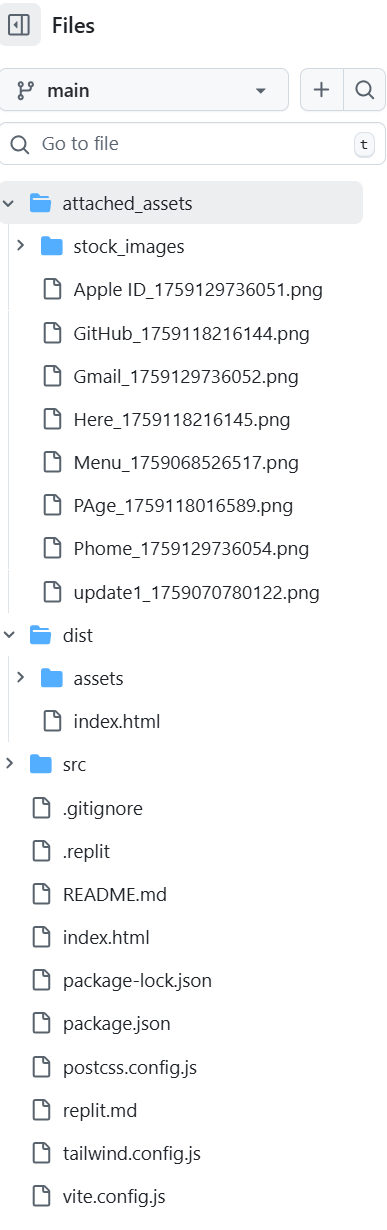 Files
main
Go to file
t
attached_assets
stock_images
Apple ID_1759129736051.png
GitHub_1759118216144.png
Gmail_1759129736052.png
Here_1759118216145.png
Menu_1759068526517.png
PAge_1759118016589.png
Phome_1759129736054.png
update1_1759070780122.png
dist
assets
index.html
src
.gitignore
.replit
README.md
index.html
package-lock.json
package.json
postcss.config.js
replit.md
tailwind.config.js
vite.config.js